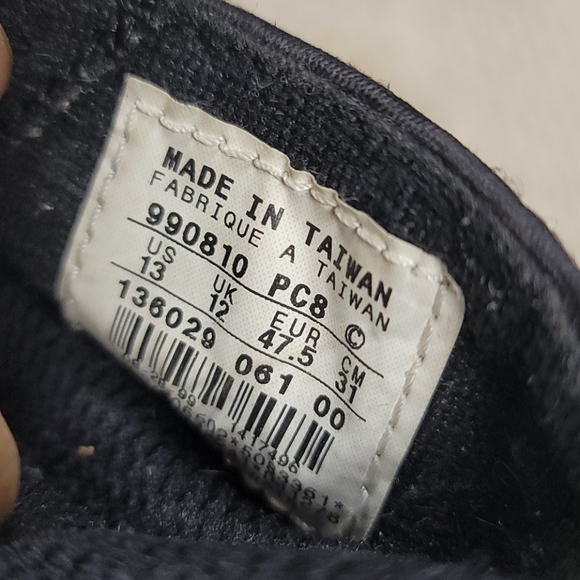 MADE IN TAIWAN
FABRIQUE A TAIWAN
990810 PC8 ©
US UK EUR CM
13 12 47.5 31
136029 061 00